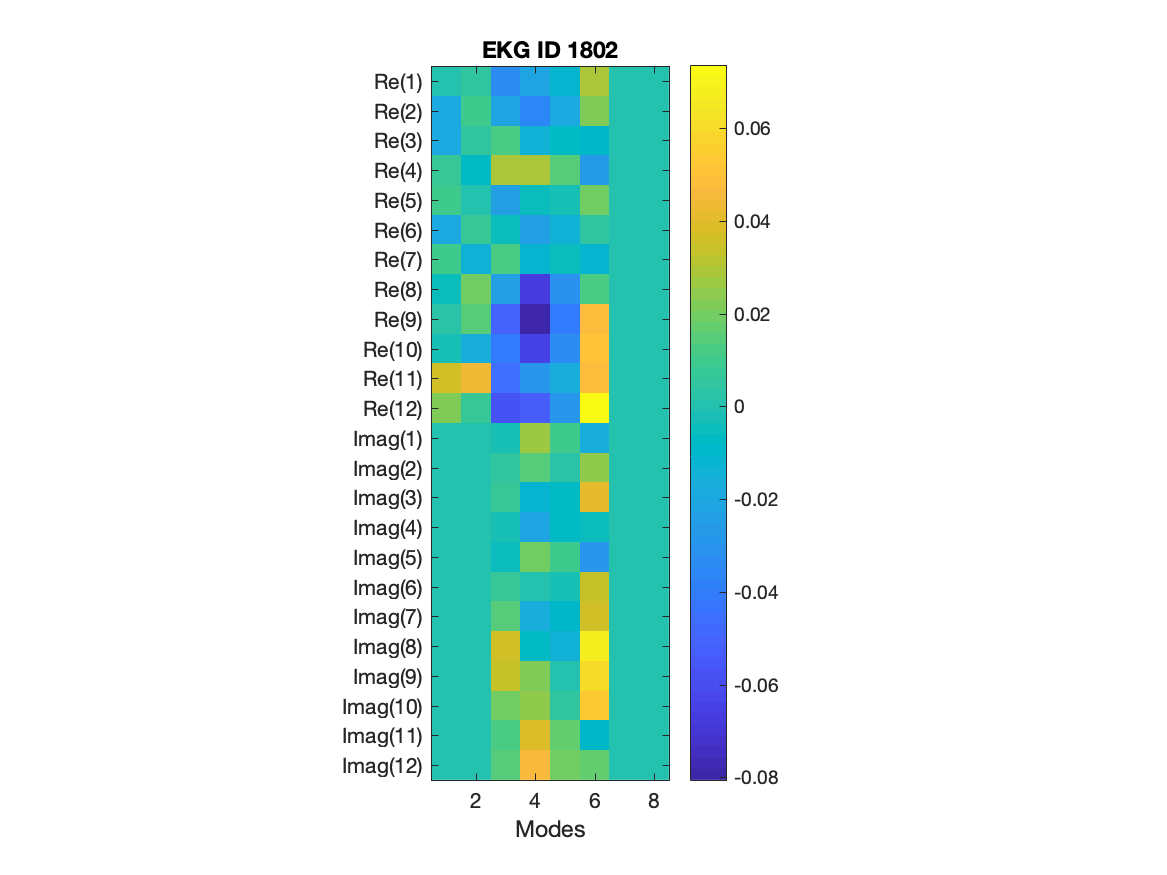 EKG ID 1802
Re(1)
Re(2)
Re(3)
Re(4)
Re(5)
Re(6)
Re(7)
Re(8)
Re(9)
Re(10)
Re(11)
Re(12)
Imag(1)
Imag(2)
Imag(3)
Imag(4)
Imag(5)
Imag(6)
Imag(7)
Imag(8)
Imag(9)
Imag(10)
Imag(11)
Imag(12)
2 4 6 8
Modes
0.06
0.04
0.02
0
-0.02
-0.04
-0.06
-0.08